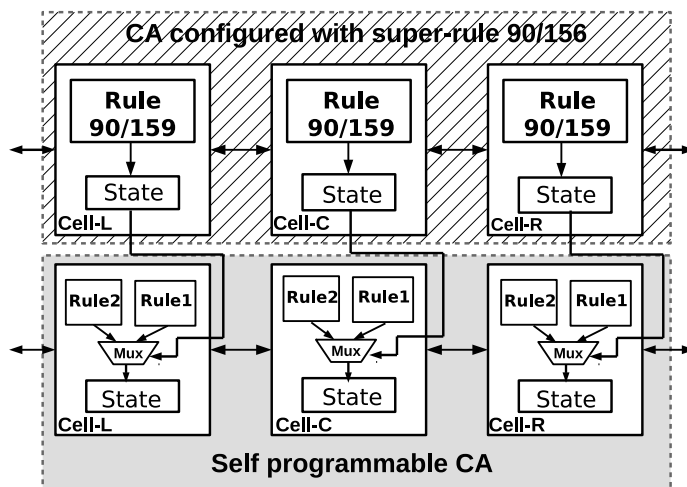 CA configured with super-rule 90/156
Rule
90/159
State
Cell-L
Rule
90/159
State
Cell-C
Rule
90/159
State
Cell-R
Rule2 Rule1
Mux
State
Cell-L
Rule2 Rule1
Mux
State
Cell-C
Rule2 Rule1
Mux
State
Cell-R
Self programmable CA